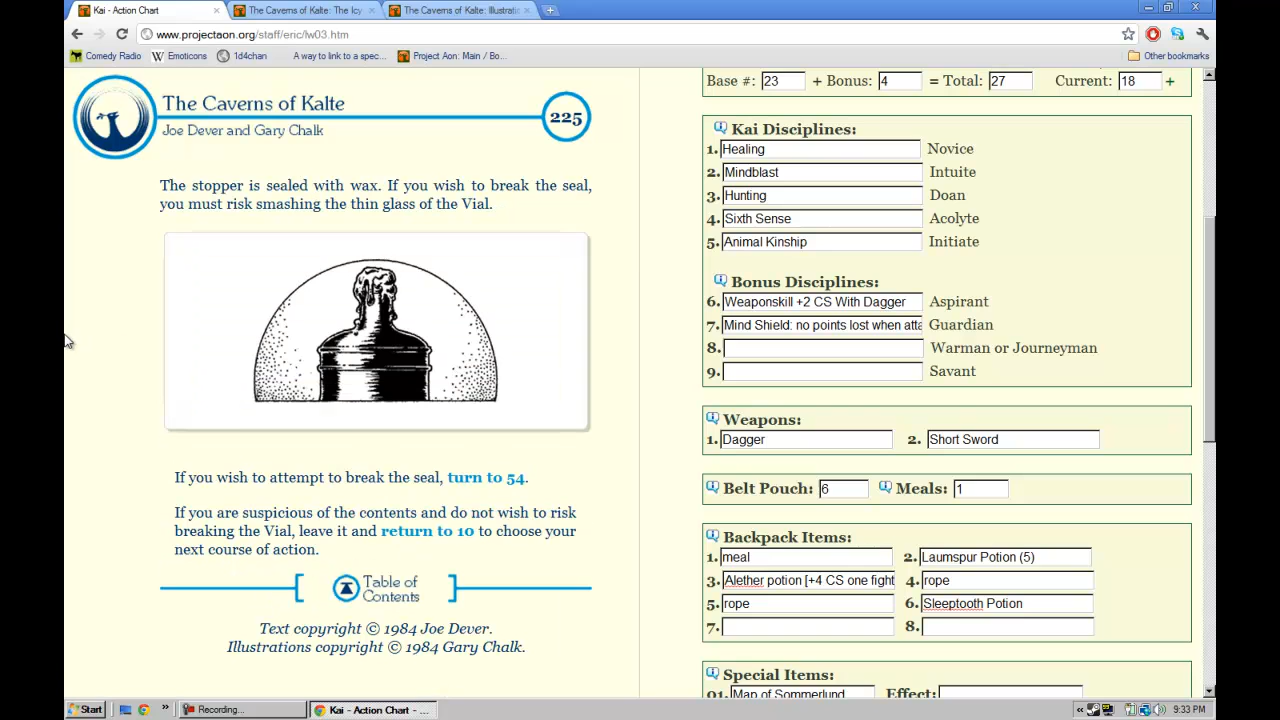 Kai - Action Chart
The Caverns of Kalte: The Icy
The Caverns of Kalte: Illustrati
www.projectaon.org/staff/eric/lw03.htm
Comedy Radio
Emoticons
1d4chan
A way to link to a spec...
Project Aon: Main / Bo...
Other bookmarks
The Caverns of Kalte
Joe Dever and Gary Chalk
225
The stopper is sealed with wax. If you wish to break the seal,
you must risk smashing the thin glass of the Vial.
If you wish to attempt to break the seal, turn to 54.
If you are suspicious of the contents and do not wish to risk
breaking the Vial, leave it and return to 10 to choose your
next course of action.
Table of
Contents
Text copyright © 1984 Joe Dever.
Illustrations copyright © 1984 Gary Chalk.
Base #: 23 + Bonus: 4 = Total: 27 Current: 18 +
Kai Disciplines:
1. Healing Novice
2. Mindblast Intuite
3. Hunting Doan
4. Sixth Sense Acolyte
5. Animal Kinship Initiate
Bonus Disciplines:
6. Weaponskill +2 CS With Dagger Aspirant
7. Mind Shield: no points lost when atta Guardian
8. Warman or Journeyman
9. Savant
Weapons:
1. Dagger 2. Short Sword
Belt Pouch: 6 Meals: 1
Backpack Items:
1. meal 2. Laumspur Potion (5)
3. Alether potion [+4 CS one fight 4. rope
5. rope 6. Sleeptooth Potion
7. 8.
Special Items:
01. Map of Sommerlund Effect:
Start
Recording...
Kai - Action Chart - ...
9:33 PM